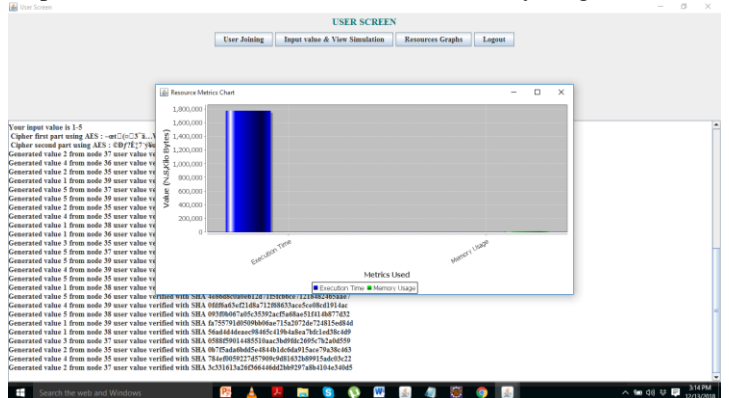 User Screen
USER SCREEN
User Joining Input value & View Simulation Resources Graphs Logout
Resource Metrics Chart
1,800,000
1,600,000
1,400,000
1,200,000
1,000,000
800,000
600,000
400,000
200,000
0
Value (N.S,Kilo Bytes)
Execution Time Memory Usage
Metrics Used
Execution Time Memory Usage
Your input value is 1-5
Cipher first part using AES :
Cipher second part using AES :
Generated value 2 from node 37 user value
Generated value 4 from node 36 user value
Generated value 2 from node 35 user value
Generated value 1 from node 39 user value
Generated value 5 from node 37 user value
Generated value 5 from node 39 user value
Generated value 2 from node 35 user value
Generated value 4 from node 35 user value
Generated value 1 from node 38 user value
Generated value 1 from node 36 user value
Generated value 3 from node 35 user value
Generated value 5 from node 37 user value
Generated value 5 from node 39 user value
Generated value 4 from node 39 user value
Generated value 5 from node 35 user value
Generated value 1 from node 38 user value
Generated value 5 from node 36 user value verified with SHA
Generated value 4 from node 39 user value verified with SHA
Generated value 5 from node 38 user value verified with SHA
Generated value 1 from node 39 user value verified with SHA
Generated value 1 from node 38 user value verified with SHA
Generated value 3 from node 37 user value verified with SHA
Generated value 2 from node 35 user value verified with SHA
Generated value 4 from node 35 user value verified with SHA
Generated value 2 from node 37 user value verified with SHA
Search the web and Windows
3:14 PM
12/13/2018